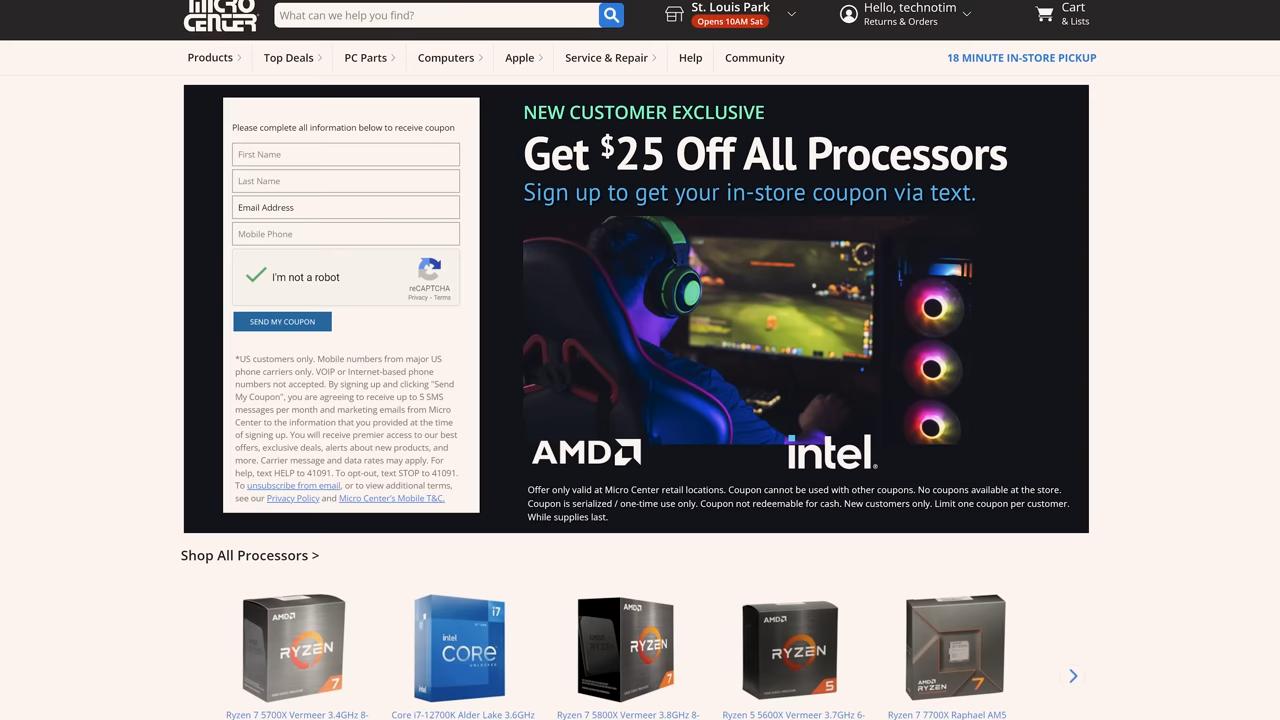 MICRO CENTER
What can we help you find?
St. Louis Park
Opens 10AM Sat
Hello, technotim
Returns & Orders
Cart
& Lists
Products
Top Deals
PC Parts
Computers
Apple
Service & Repair
Help
Community
18 MINUTE IN-STORE PICKUP
Please complete all information below to receive coupon
First Name
Last Name
Email Address
Mobile Phone
I'm not a robot
reCAPTCHA
Privacy - Terms
SEND MY COUPON
*US customers only. Mobile numbers from major US
phone carriers only. VOIP or Internet-based phone
numbers not accepted. By signing up and clicking "Send
My Coupon", you are agreeing to receive up to 5 SMS
messages per month and marketing emails from Micro
Center to the information that you provided at the time
of signing up. You will receive premier access to our best
offers, exclusive deals, alerts about new products, and
more. Carrier message and data rates may apply. For
help, text HELP to 41091. To opt-out, text STOP to 41091.
To unsubscribe from email, or to view additional terms,
see our Privacy Policy and Micro Center's Mobile T&C.
NEW CUSTOMER EXCLUSIVE
Get $25 Off All Processors
Sign up to get your in-store coupon via text.
AMD
intel.
Offer only valid at Micro Center retail locations. Coupon cannot be used with other coupons. No coupons available at the store.
Coupon is serialized / one-time use only. Coupon not redeemable for cash. New customers only. Limit one coupon per customer.
While supplies last.
Shop All Processors >
AMD
RYZEN
7
i7
intel
CORE
UNLOCKED
intel
AMD
RYZEN
7
AMD
RYZEN
5
AMD
RYZEN 7
Ryzen 7 5700X Vermeer 3.4GHz 8-
Core i7-12700K Alder Lake 3.6GHz
Ryzen 7 5800X Vermeer 3.8GHz 8-
Ryzen 5 5600X Vermeer 3.7GHz 6-
Ryzen 7 7700X Raphael AM5